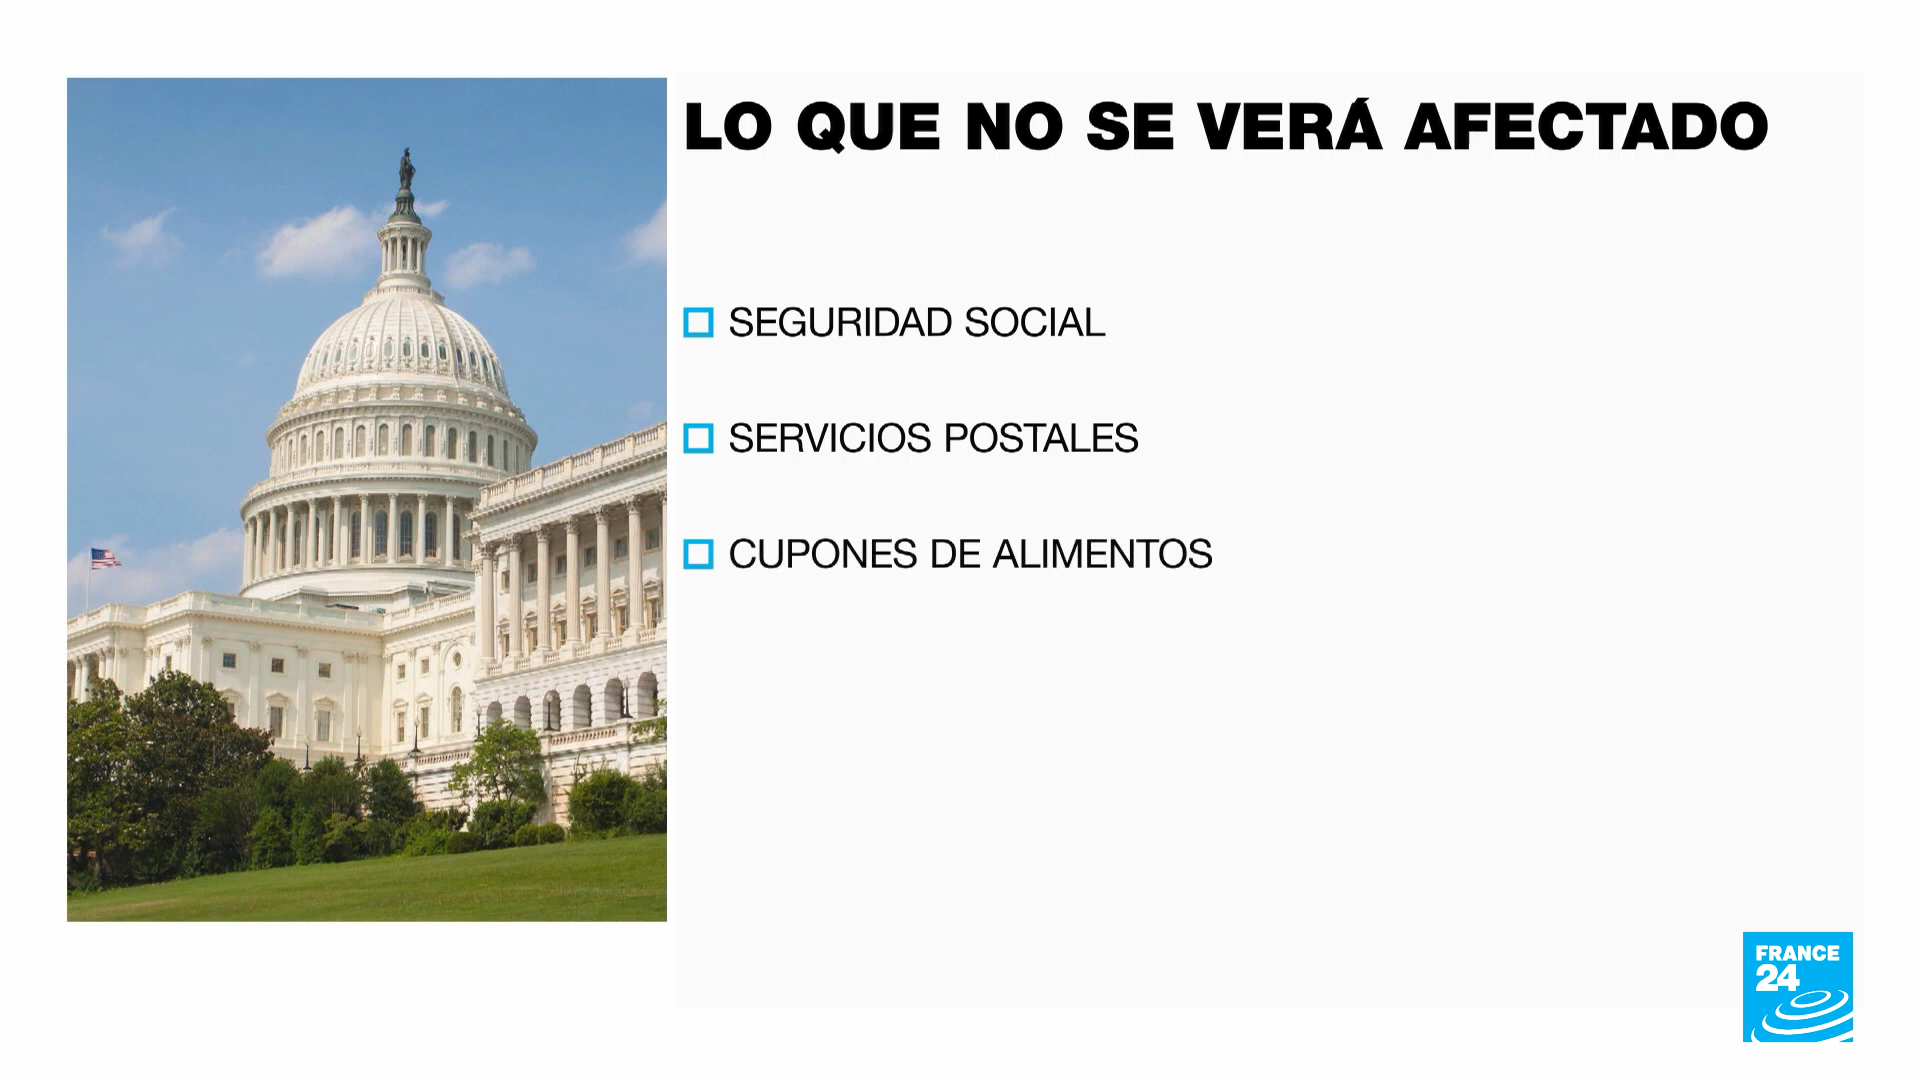 LO QUE NO SE VERÁ AFECTADO
SEGURIDAD SOCIAL
SERVICIOS POSTALES
CUPONES DE ALIMENTOS
FRANCE
24